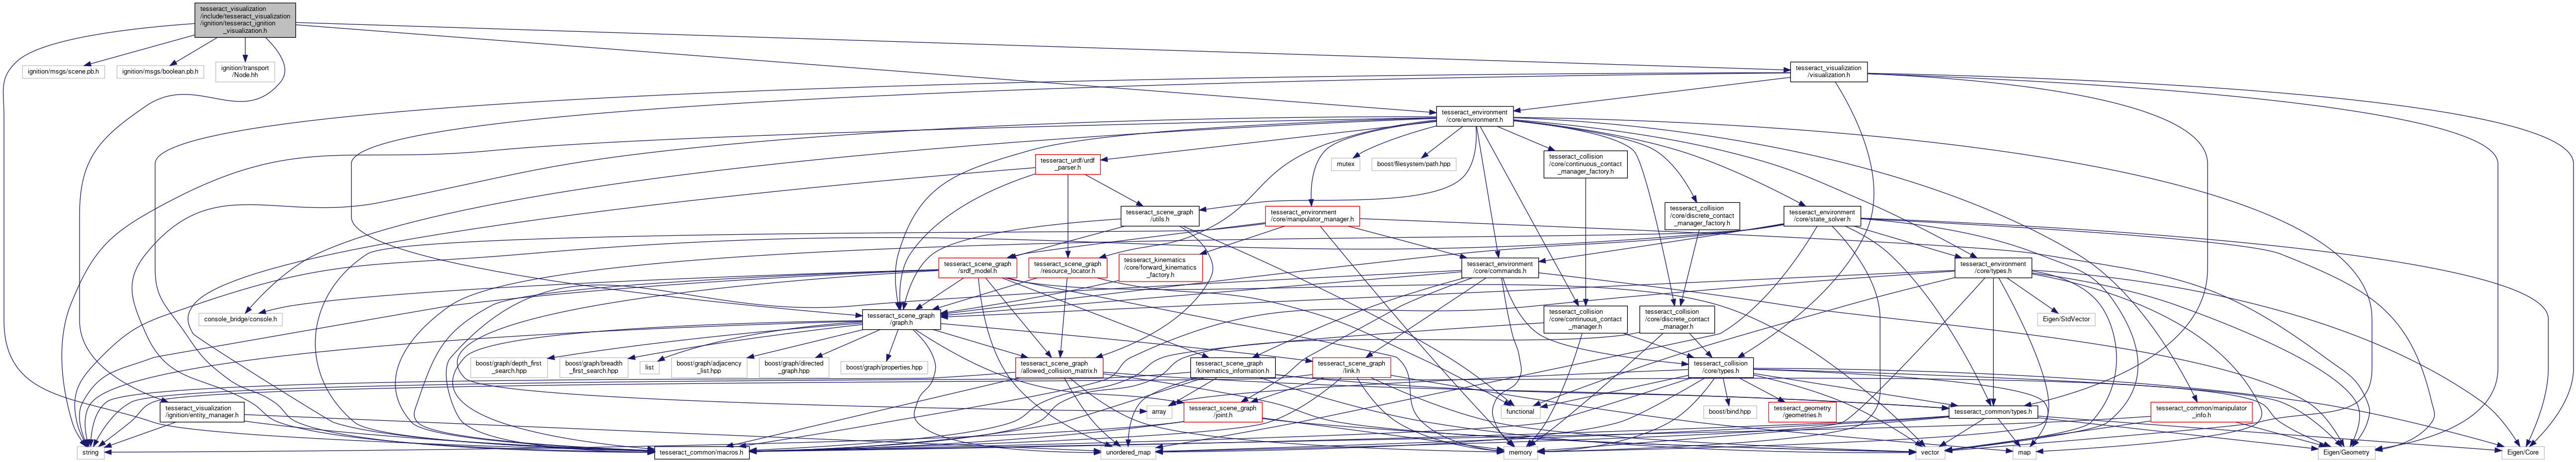 tesseract_visualization
/include/tesseract_visualization
/ignition/tesseract_ignition
_visualization.h
ignition/msgs/scene.pb.h
ignition/msgs/boolean.pb.h
ignition/transport
/Node.hh
tesseract_visualization
/visualization.h
tesseract_environment
/core/environment.h
tesseract_urdf/urdf
_parser.h
mutex
boost/filesystem/path.hpp
tesseract_collision
/core/continuous_contact
_manager_factory.h
tesseract_scene_graph
/utils.h
tesseract_environment
/core/manipulator_manager.h
tesseract_collision
/core/discrete_contact
_manager_factory.h
tesseract_environment
/core/state_solver.h
tesseract_scene_graph
/srdf_model.h
tesseract_scene_graph
/resource_locator.h
tesseract_kinematics
/core/forward_kinematics
_factory.h
tesseract_environment
/core/commands.h
tesseract_environment
/core/types.h
console_bridge/console.h
tesseract_scene_graph
/graph.h
tesseract_collision
/core/continuous_contact
_manager.h
tesseract_collision
/core/discrete_contact
_manager.h
Eigen/StdVector
boost/graph/depth_first
_search.hpp
boost/graph/breadth
_first_search.hpp
list
boost/graph/adjacency
_list.hpp
boost/graph/directed
_graph.hpp
boost/graph/properties.hpp
tesseract_scene_graph
/allowed_collision_matrix.h
tesseract_scene_graph
/kinematics_information.h
tesseract_scene_graph
/link.h
tesseract_collision
/core/types.h
tesseract_visualization
/ignition/entity_manager.h
array
tesseract_scene_graph
/joint.h
functional
boost/bind.hpp
tesseract_geometry
/geometries.h
tesseract_common/types.h
tesseract_common/manipulator
_info.h
string
tesseract_common/macros.h
unordered_map
memory
vector
map
Eigen/Geometry
Eigen/Core